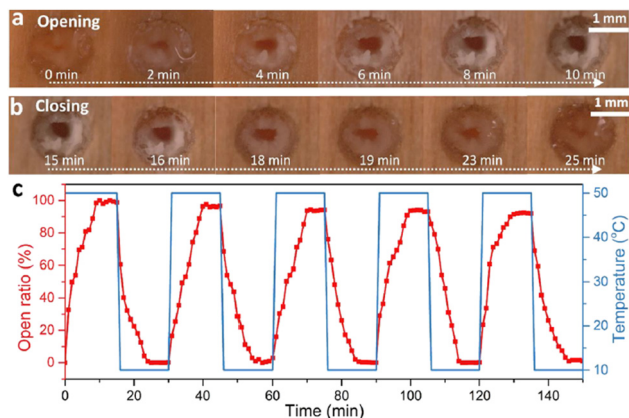 a Opening
1 mm
0 min 2 min 4 min 6 min 8 min 10 min
b Closing
1 mm
15 min 16 min 18 min 19 min 23 min 25 min
c
100
80
60
40
20
0
Open ratio (%)
50
40
30
20
10
Temperature (°C)
0 20 40 60 80 100 120 140
Time (min)